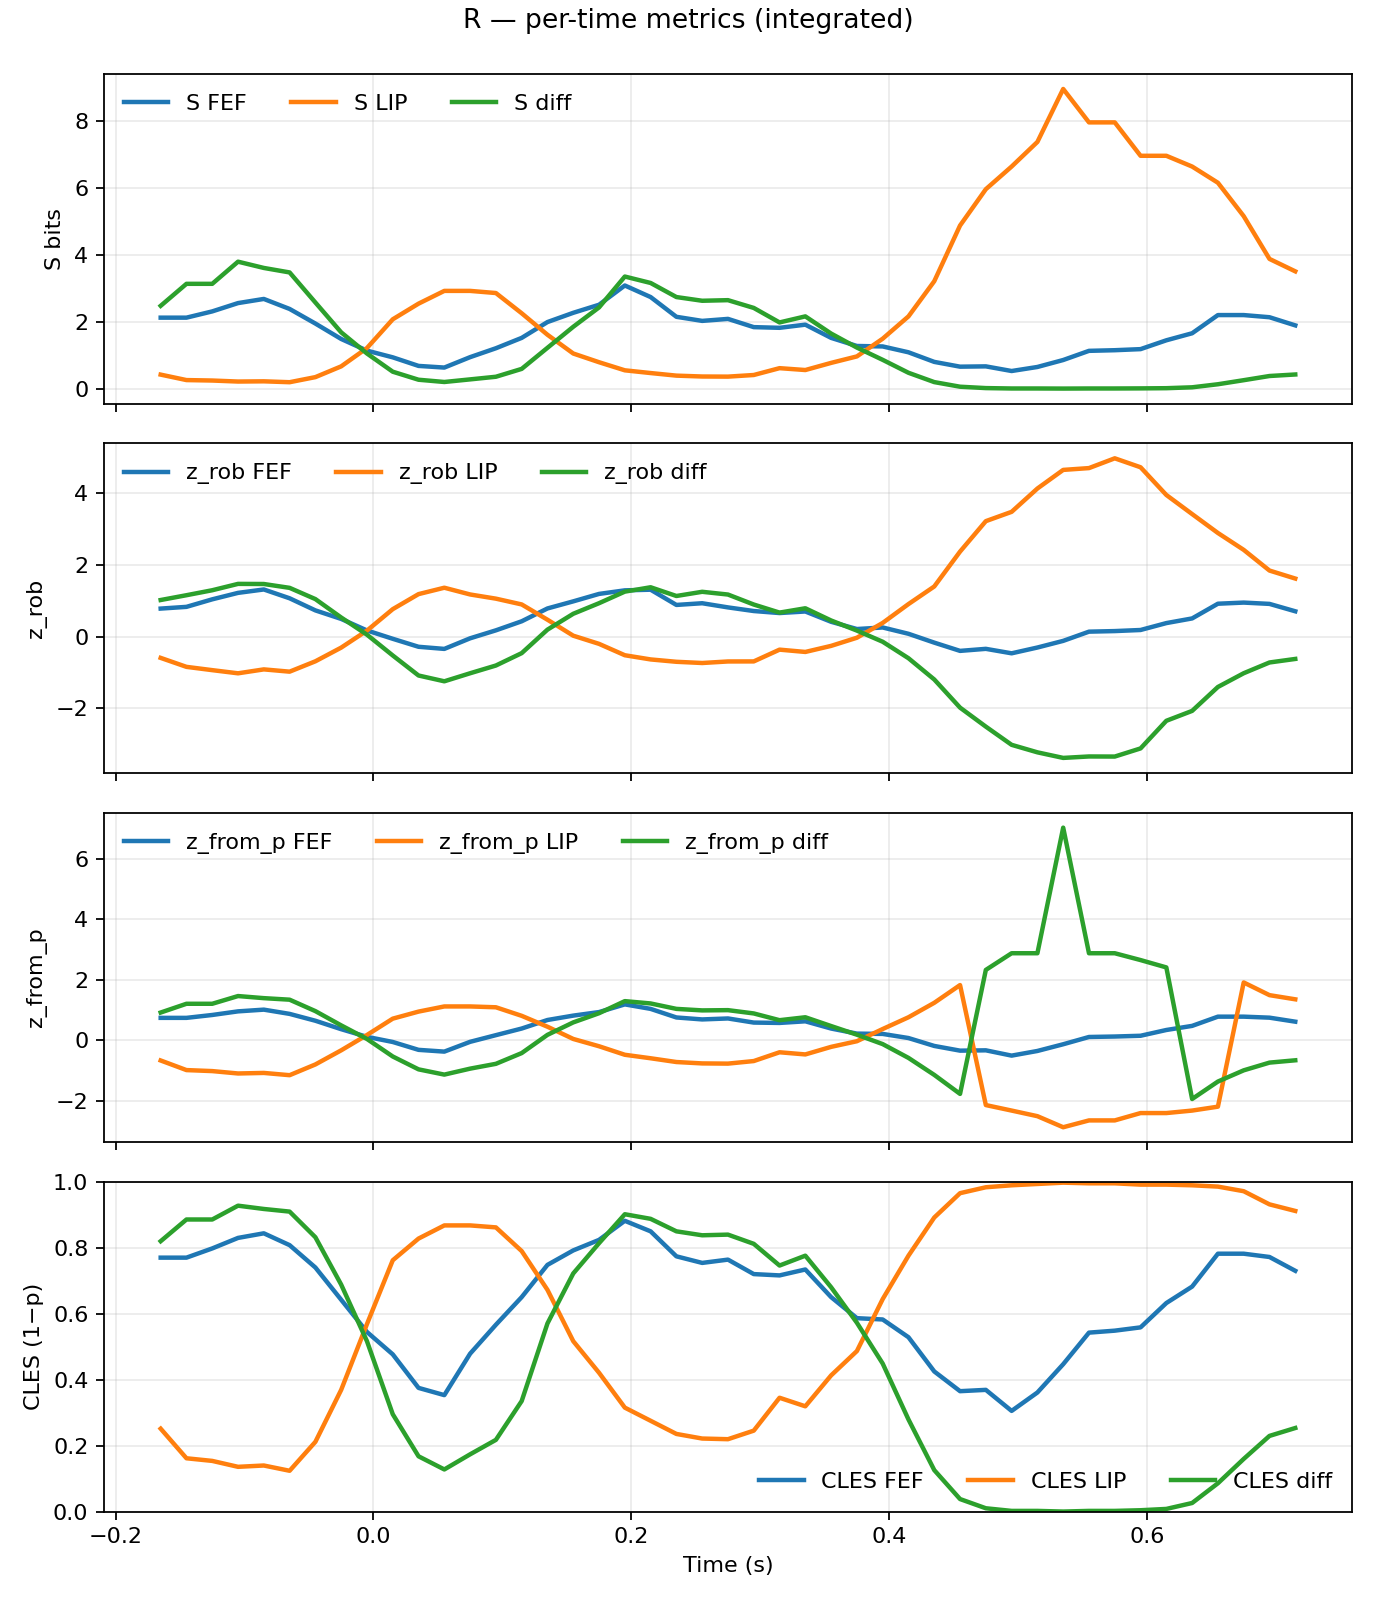 R — per-time metrics (integrated)
S FEF S LIP S diff
8
6
4
2
0
S bits
z_rob FEF z_rob LIP z_rob diff
4
2
0
−2
z_rob
z_from_p FEF z_from_p LIP z_from_p diff
6
4
2
0
−2
z_from_p
1.0
0.8
0.6
0.4
0.2
0.0
CLES (1−p)
CLES FEF CLES LIP CLES diff
−0.2 0.0 0.2 0.4 0.6
Time (s)